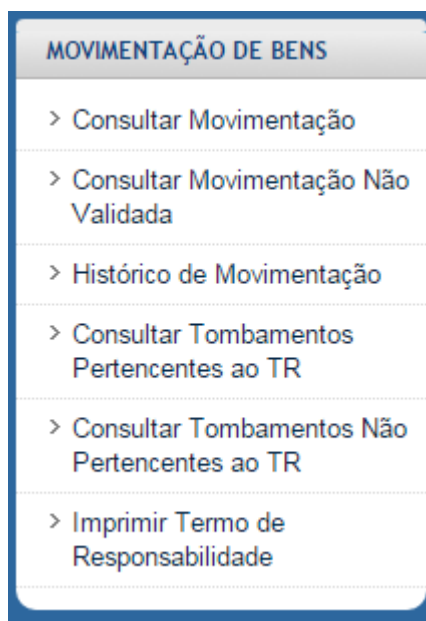 MOVIMENTAÇÃO DE BENS
> Consultar Movimentação
> Consultar Movimentação Não
Validada
> Histórico de Movimentação
> Consultar Tombamentos
Pertencentes ao TR
> Consultar Tombamentos Não
Pertencentes ao TR
> Imprimir Termo de
Responsabilidade